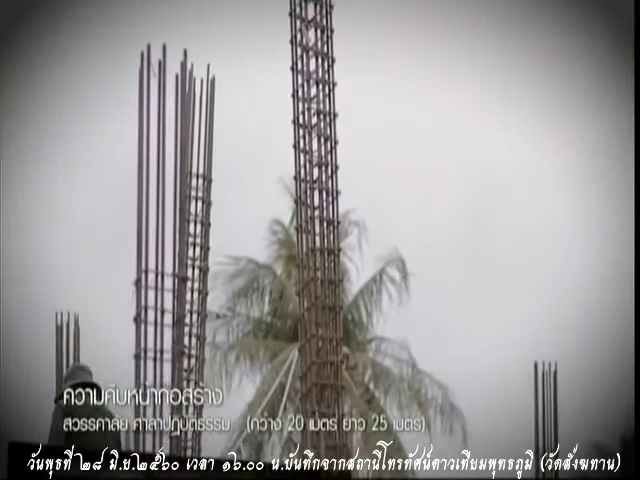 ความคืบหน้าก่อสร้าง
สวรรคาลัย ศาลาปฏิบัติธรรม (กว้าง 20 เมตร ยาว 25 เมตร)
วันพุธที่ ๒๘ มิ.ย.๒๕๖๐ เวลา ๑๖.๐๐ น.บันทึกจากสถานีโทรทัศน์ดาวเทียมพุทธภูมิ (วัดสังฆทาน)